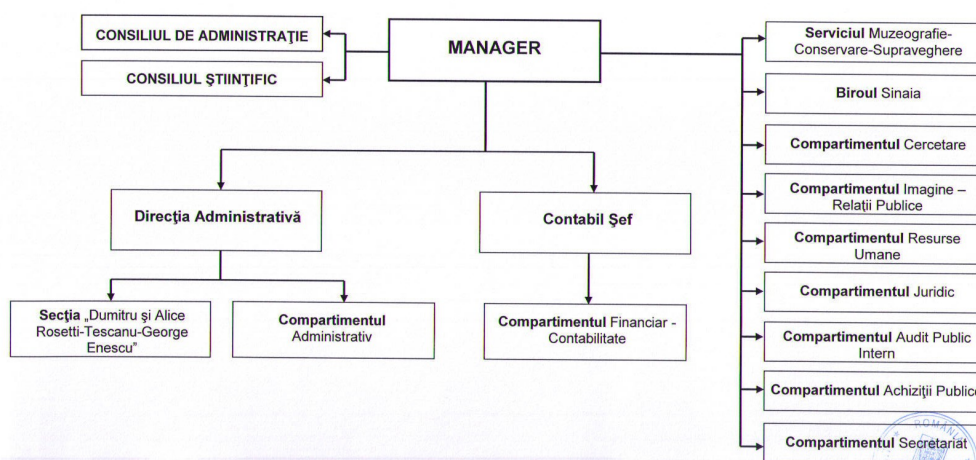 CONSILIUL DE ADMINISTRAŢIE
CONSILIUL ŞTIINŢIFIC
MANAGER
Direcţia Administrativă
Contabil Şef
Secţia „Dumitru şi Alice
Rosetti-Tescanu-George
Enescu”
Compartimentul
Administrativ
Compartimentul Financiar -
Contabilitate
Serviciul Muzeografie-
Conservare-Supraveghere
Biroul Sinaia
Compartimentul Cercetare
Compartimentul Imagine –
Relaţii Publice
Compartimentul Resurse
Umane
Compartimentul Juridic
Compartimentul Audit Public
Intern
Compartimentul Achiziţii Publice
Compartimentul Secretariat
ROMÂNIA